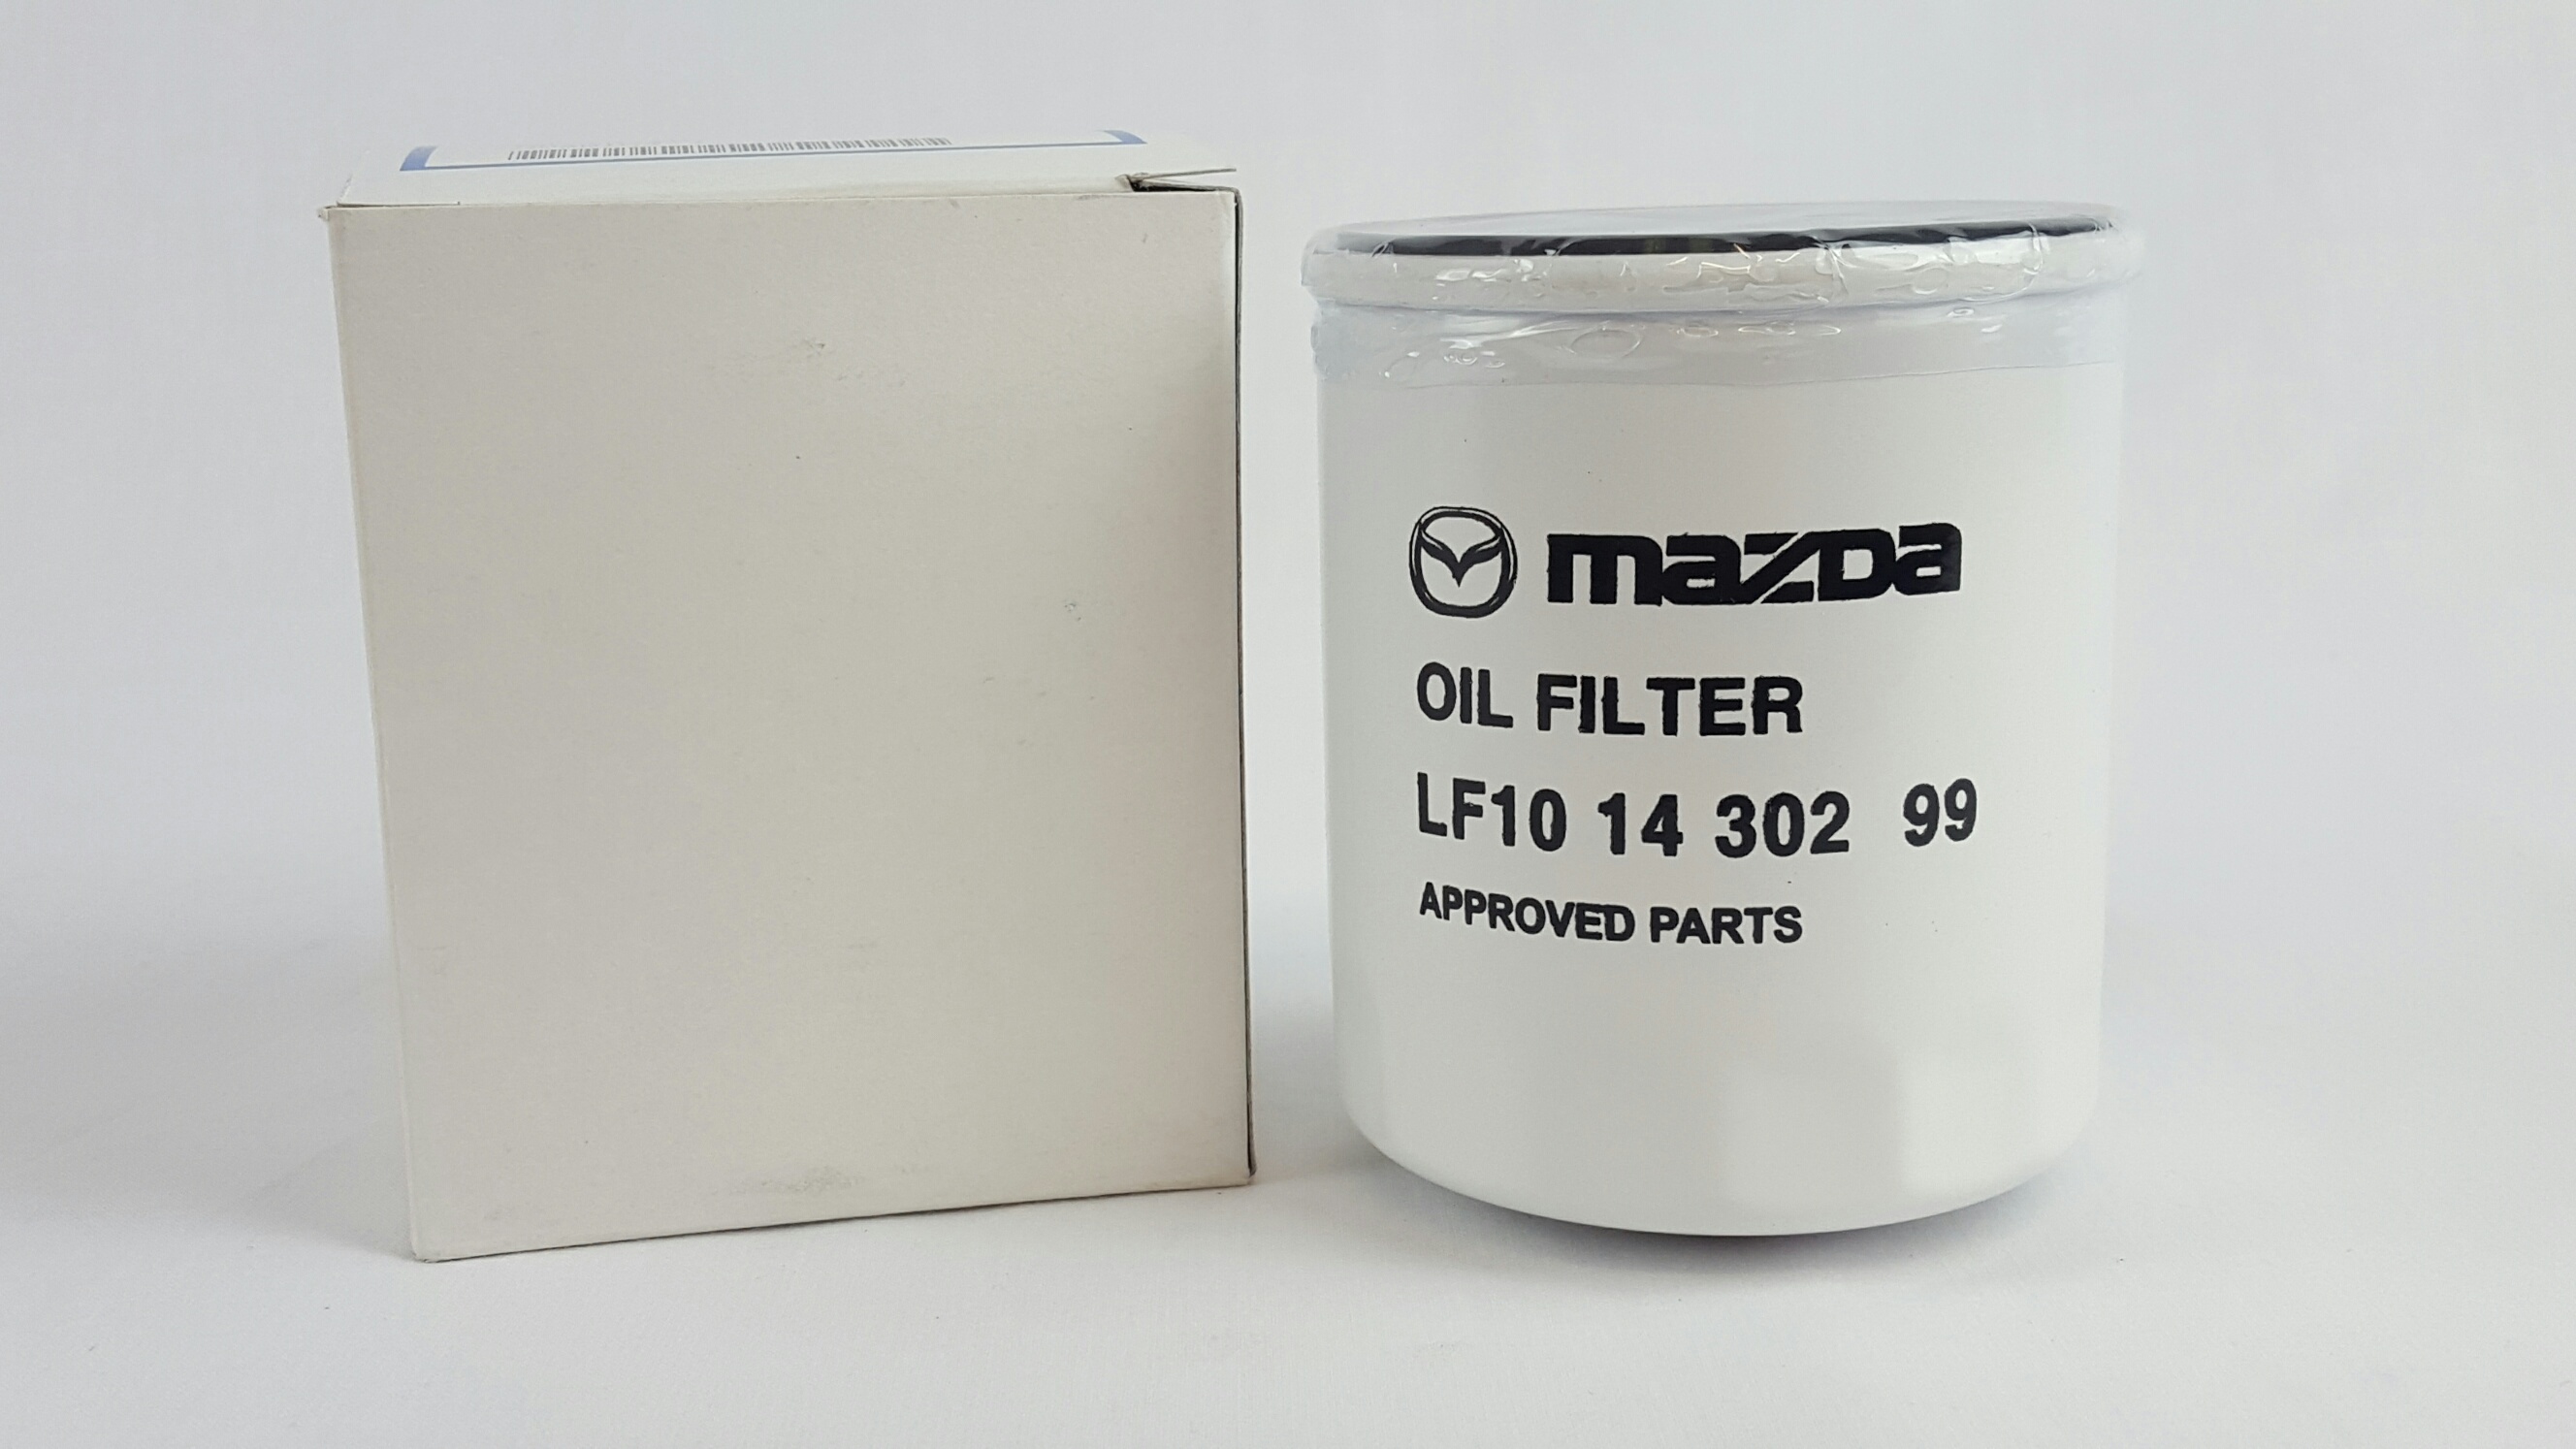 mazda
OIL FILTER
LF10 14 302 99
APPROVED PARTS